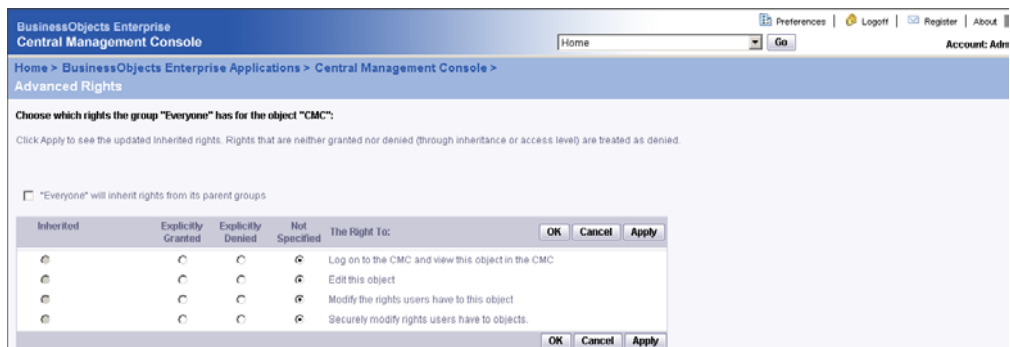 BusinessObjects Enterprise
Central Management Console
Preferences | Logoff | Register | About
Home Go
Account: Adm
Home > BusinessObjects Enterprise Applications > Central Management Console >
Advanced Rights
Choose which rights the group "Everyone" has for the object "CMC":
Click Apply to see the updated Inherited rights. Rights that are neither granted nor denied (through inheritance or access level) are treated as denied.
"Everyone" will inherit rights from its parent groups
Inherited Explicitly Granted Explicitly Denied Not Specified The Right To: OK Cancel Apply
Log on to the CMC and view this object in the CMC
Edit this object
Modify the rights users have to this object
Securely modify rights users have to objects.
OK Cancel Apply